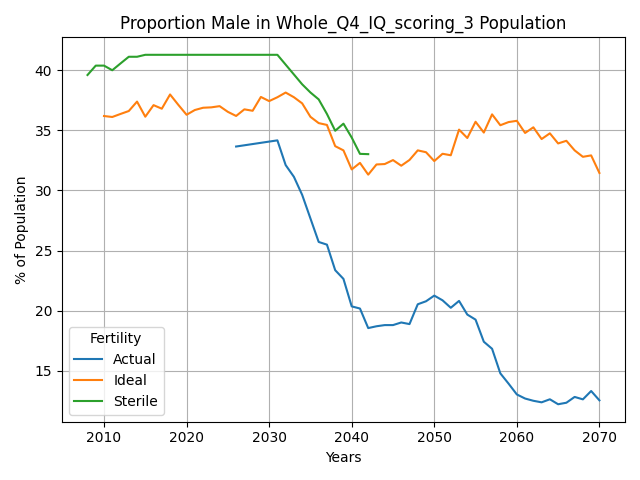 Proportion Male in Whole_Q4_IQ_scoring_3 Population
% of Population
40
35
30
25
20
15
Fertility
Actual
Ideal
Sterile
2010 2020 2030 2040 2050 2060 2070
Years